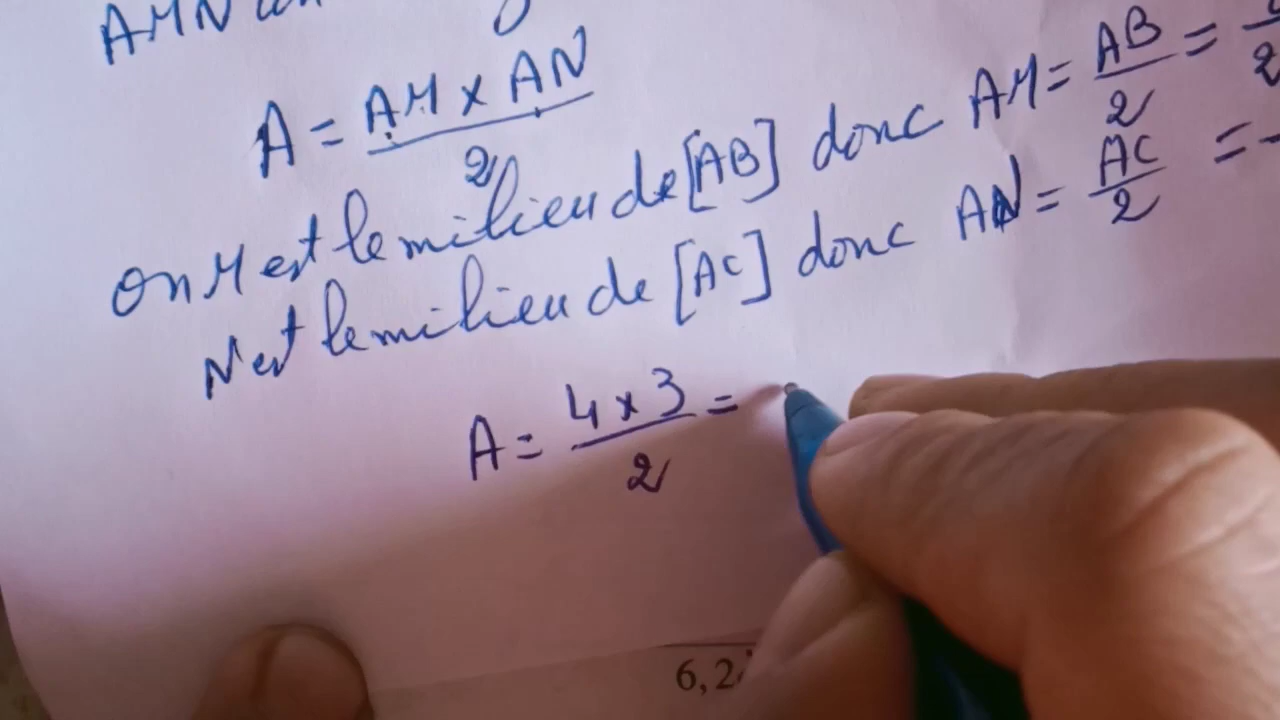 AMN
A = AM x AN / 2
On M est le milieu de [AB] donc AM = AB / 2 = / 2
N est le milieu de [AC] donc AN = AC / 2 =
A = 4 x 3 / 2 =
6,2